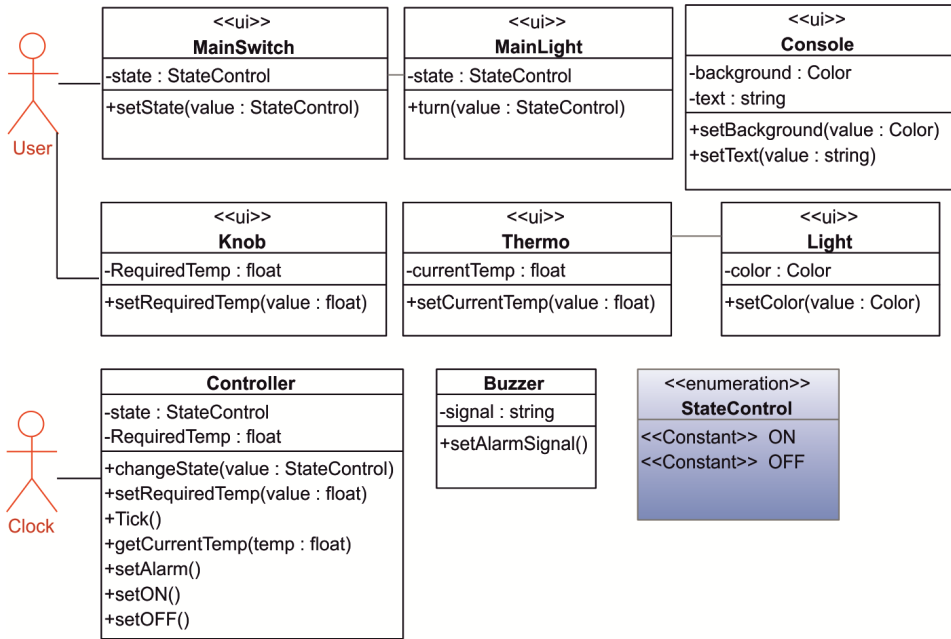 <<ui>>
MainSwitch
-state : StateControl
+setState(value : StateControl)
<<ui>>
MainLight
-state : StateControl
+turn(value : StateControl)
<<ui>>
Console
-background : Color
-text : string
+setBackground(value : Color)
+setText(value : string)
User
<<ui>>
Knob
-RequiredTemp : float
+setRequiredTemp(value : float)
<<ui>>
Thermo
-currentTemp : float
+setCurrentTemp(value : float)
<<ui>>
Light
-color : Color
+setColor(value : Color)
Clock
Controller
-state : StateControl
-RequiredTemp : float
+changeState(value : StateControl)
+setRequiredTemp(value : float)
+Tick()
+getCurrentTemp(temp : float)
+setAlarm()
+setON()
+setOFF()
Buzzer
-signal : string
+setAlarmSignal()
<<enumeration>>
StateControl
<<Constant>> ON
<<Constant>> OFF